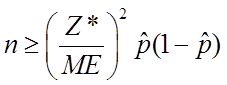 n ≥ (Z*/ME)² p̂(1 − p̂)